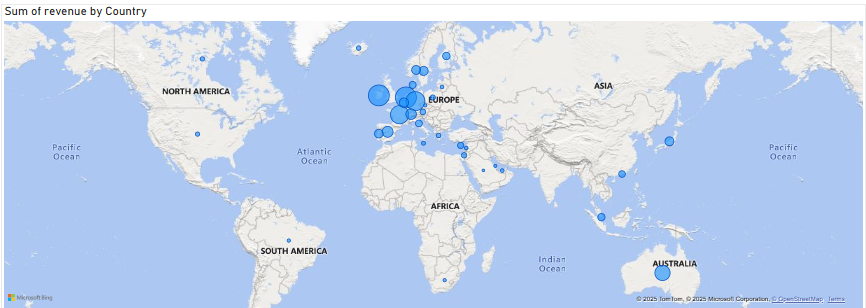 Sum of revenue by Country
NORTH AMERICA
EUROPE
ASIA
Pacific
Ocean
Atlantic
Ocean
Pacific
Ocean
AFRICA
SOUTH AMERICA
Indian
Ocean
AUSTRALIA
Microsoft Bing
© 2025 TomTom, © 2025 Microsoft Corporation, © OpenStreetMap Terms